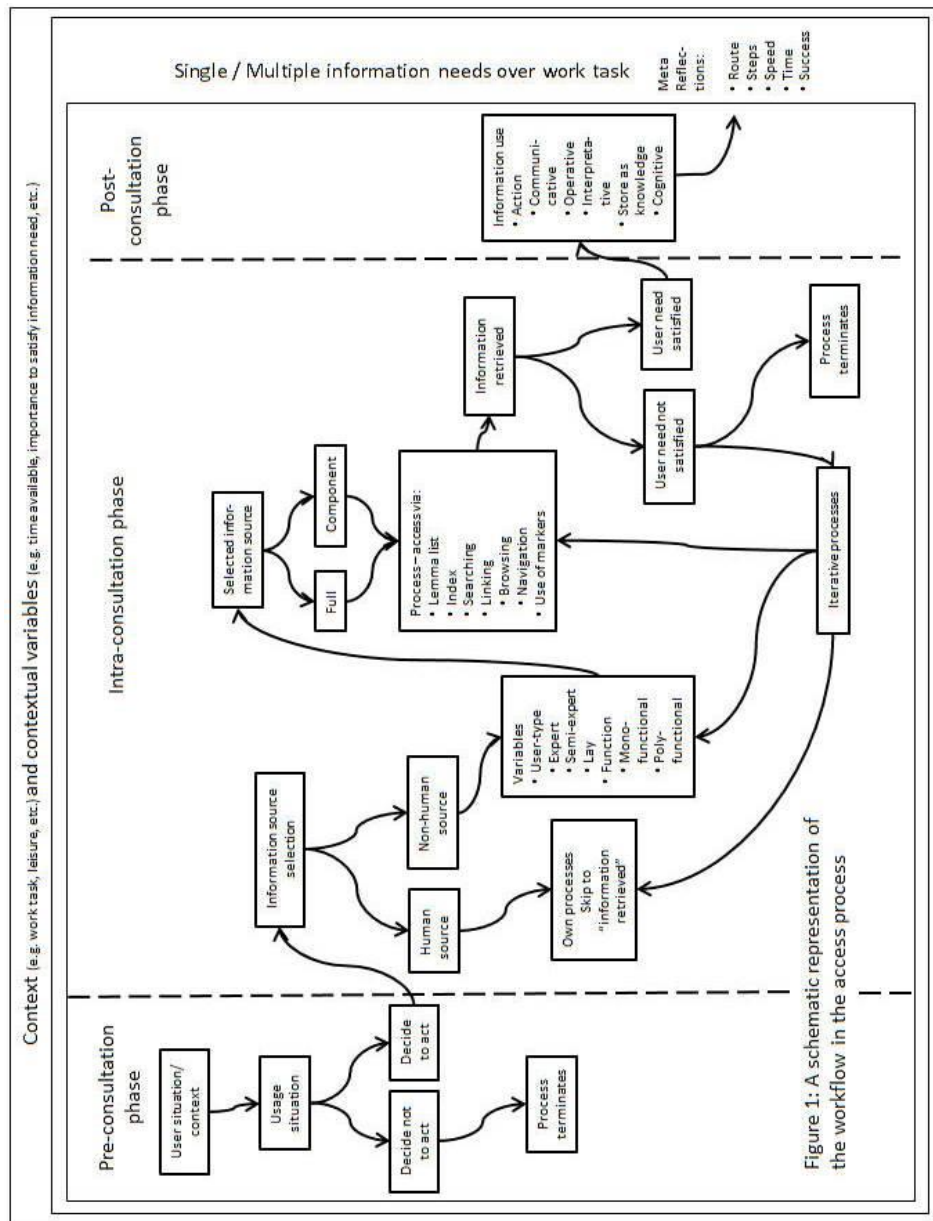 Context (e.g. work task, leisure, etc.) and contextual variables (e.g. time available, importance to satisfy information need, etc.)
Pre-consultation
phase
User situation/
context
Usage
situation
Decide not
to act
Decide
to act
Process
terminates
Intra-consultation phase
Information source
selection
Human
source
Non-human
source
Own processes
Skip to
“information
retrieved”
Variables
• User-type
• Expert
• Semi-expert
• Lay
• Function
• Mono-
functional
• Poly-
functional
Selected infor-
mation source
Full
Component
Process – access via:
• Lemma list
• Index
• Searching
• Linking
• Browsing
• Navigation
• Use of markers
Information
retrieved
User need not
satisfied
User need
satisfied
Iterative processes
Process
terminates
Post-
consultation
phase
Information use
• Action
• Communi-
cative
• Operative
• Interpreta-
tive
• Store as
knowledge
• Cognitive
Single / Multiple information needs over work task
Meta
Reflec-
tions:
• Route
• Steps
• Speed
• Time
• Success
Figure 1: A schematic representation of
the workflow in the access process